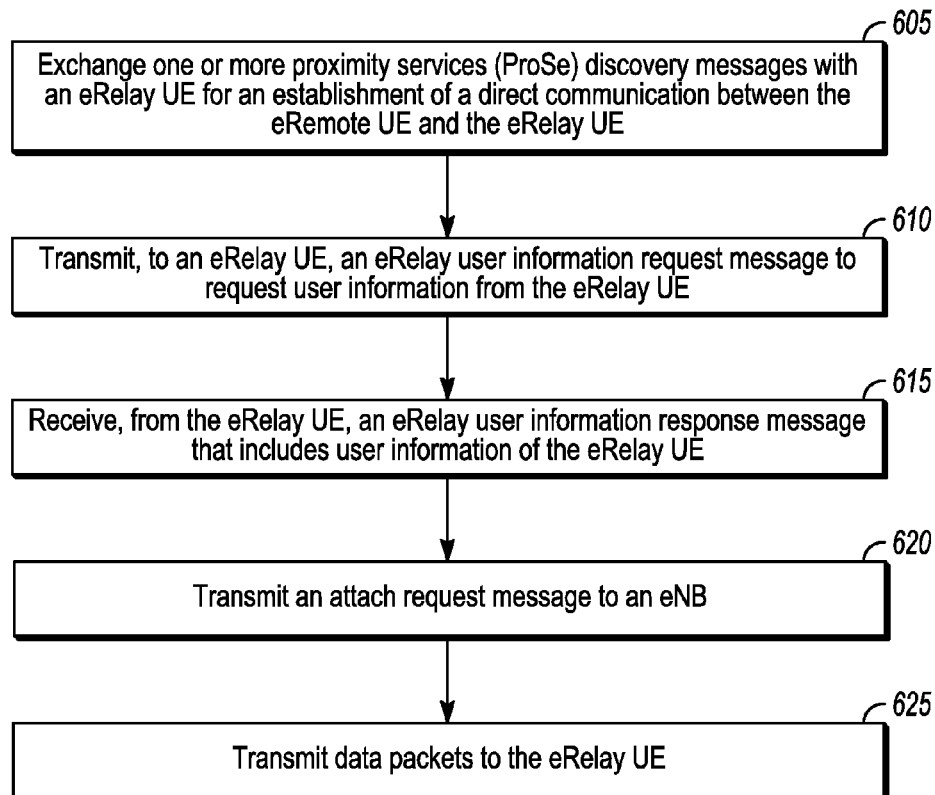 605
Exchange one or more proximity services (ProSe) discovery messages with
an eRelay UE for an establishment of a direct communication between the
eRemote UE and the eRelay UE
610
Transmit, to an eRelay UE, an eRelay user information request message to
request user information from the eRelay UE
615
Receive, from the eRelay UE, an eRelay user information response message
that includes user information of the eRelay UE
620
Transmit an attach request message to an eNB
625
Transmit data packets to the eRelay UE